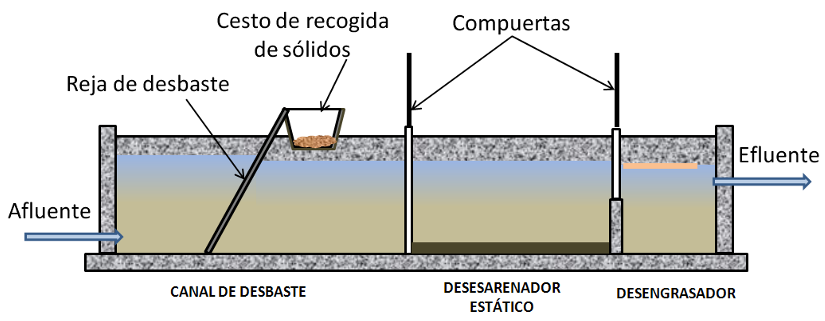 Cesto de recogida
de sólidos
Compuertas
Reja de desbaste
Efluente
Afluente
CANAL DE DESBASTE
DESESARENADOR
ESTÁTICO
DESENGRASADOR